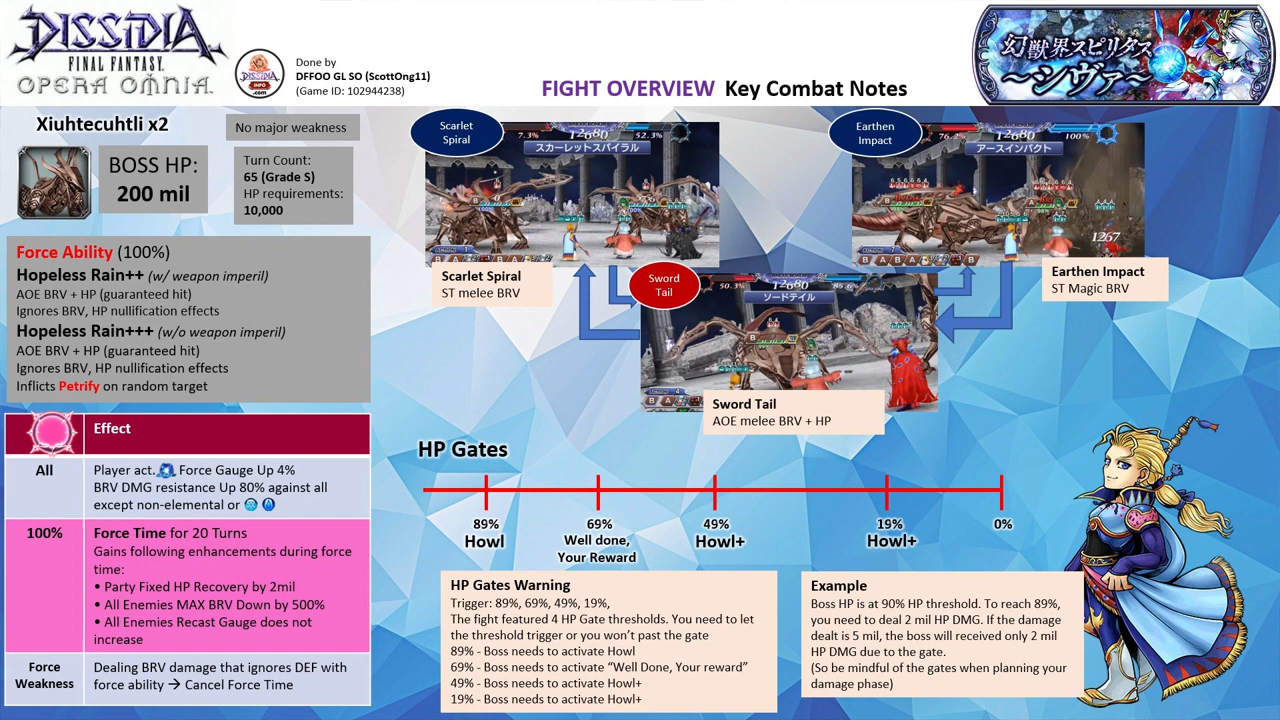 DISSIDIA
FINAL FANTASY
OPERA OMNIA
DISSIDIA
INFO
.com
Done by
DFFOO GL SO (ScottOng11)
(Game ID: 102944238)
FIGHT OVERVIEW Key Combat Notes
幻獣界スピリタス
~シヴァ~
Xiuhtecuhtli x2
No major weakness
BOSS HP:
200 mil
Turn Count:
65 (Grade S)
HP requirements:
10,000
Force Ability (100%)
Hopeless Rain++ (w/ weapon imperil)
AOE BRV + HP (guaranteed hit)
Ignores BRV, HP nullification effects
Hopeless Rain+++ (w/o weapon imperil)
AOE BRV + HP (guaranteed hit)
Ignores BRV, HP nullification effects
Inflicts Petrify on random target
Effect
All
Player act. Force Gauge Up 4%
BRV DMG resistance Up 80% against all
except non-elemental or
100%
Force Time for 20 Turns
Gains following enhancements during force
time:
• Party Fixed HP Recovery by 2mil
• All Enemies MAX BRV Down by 500%
• All Enemies Recast Gauge does not
increase
Force
Weakness
Dealing BRV damage that ignores DEF with
force ability → Cancel Force Time
Scarlet
Spiral
7.3%
12680
52.3%
スカーレットスパイラル
Scarlet Spiral
ST melee BRV
Earthen
Impact
76.2%
12680
100%
アースインパクト
1267
Earthen Impact
ST Magic BRV
Sword
Tail
50.3%
12680
ソードテイル
Sword Tail
AOE melee BRV + HP
HP Gates
89%
Howl
69%
Well done,
Your Reward
49%
Howl+
19%
Howl+
0%
HP Gates Warning
Trigger: 89%, 69%, 49%, 19%,
The fight featured 4 HP Gate thresholds. You need to let
the threshold trigger or you won't past the gate
89% - Boss needs to activate Howl
69% - Boss needs to activate “Well Done, Your reward”
49% - Boss needs to activate Howl+
19% - Boss needs to activate Howl+
Example
Boss HP is at 90% HP threshold. To reach 89%,
you need to deal 2 mil HP DMG. If the damage
dealt is 5 mil, the boss will received only 2 mil
HP DMG due to the gate.
(So be mindful of the gates when planning your
damage phase)